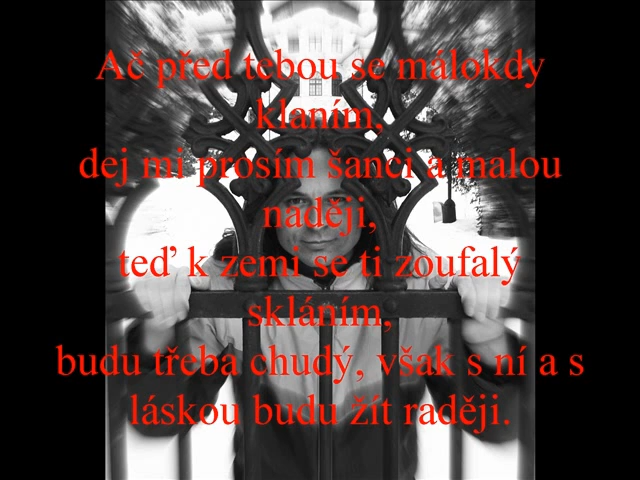 Ač před tebou se málokdy
klaním,
dej mi prosím šanci a malou
naději,
teď k zemi se ti zoufalý
skláním,
budu třeba chudý, však s ní a s
láskou budu žít raději.